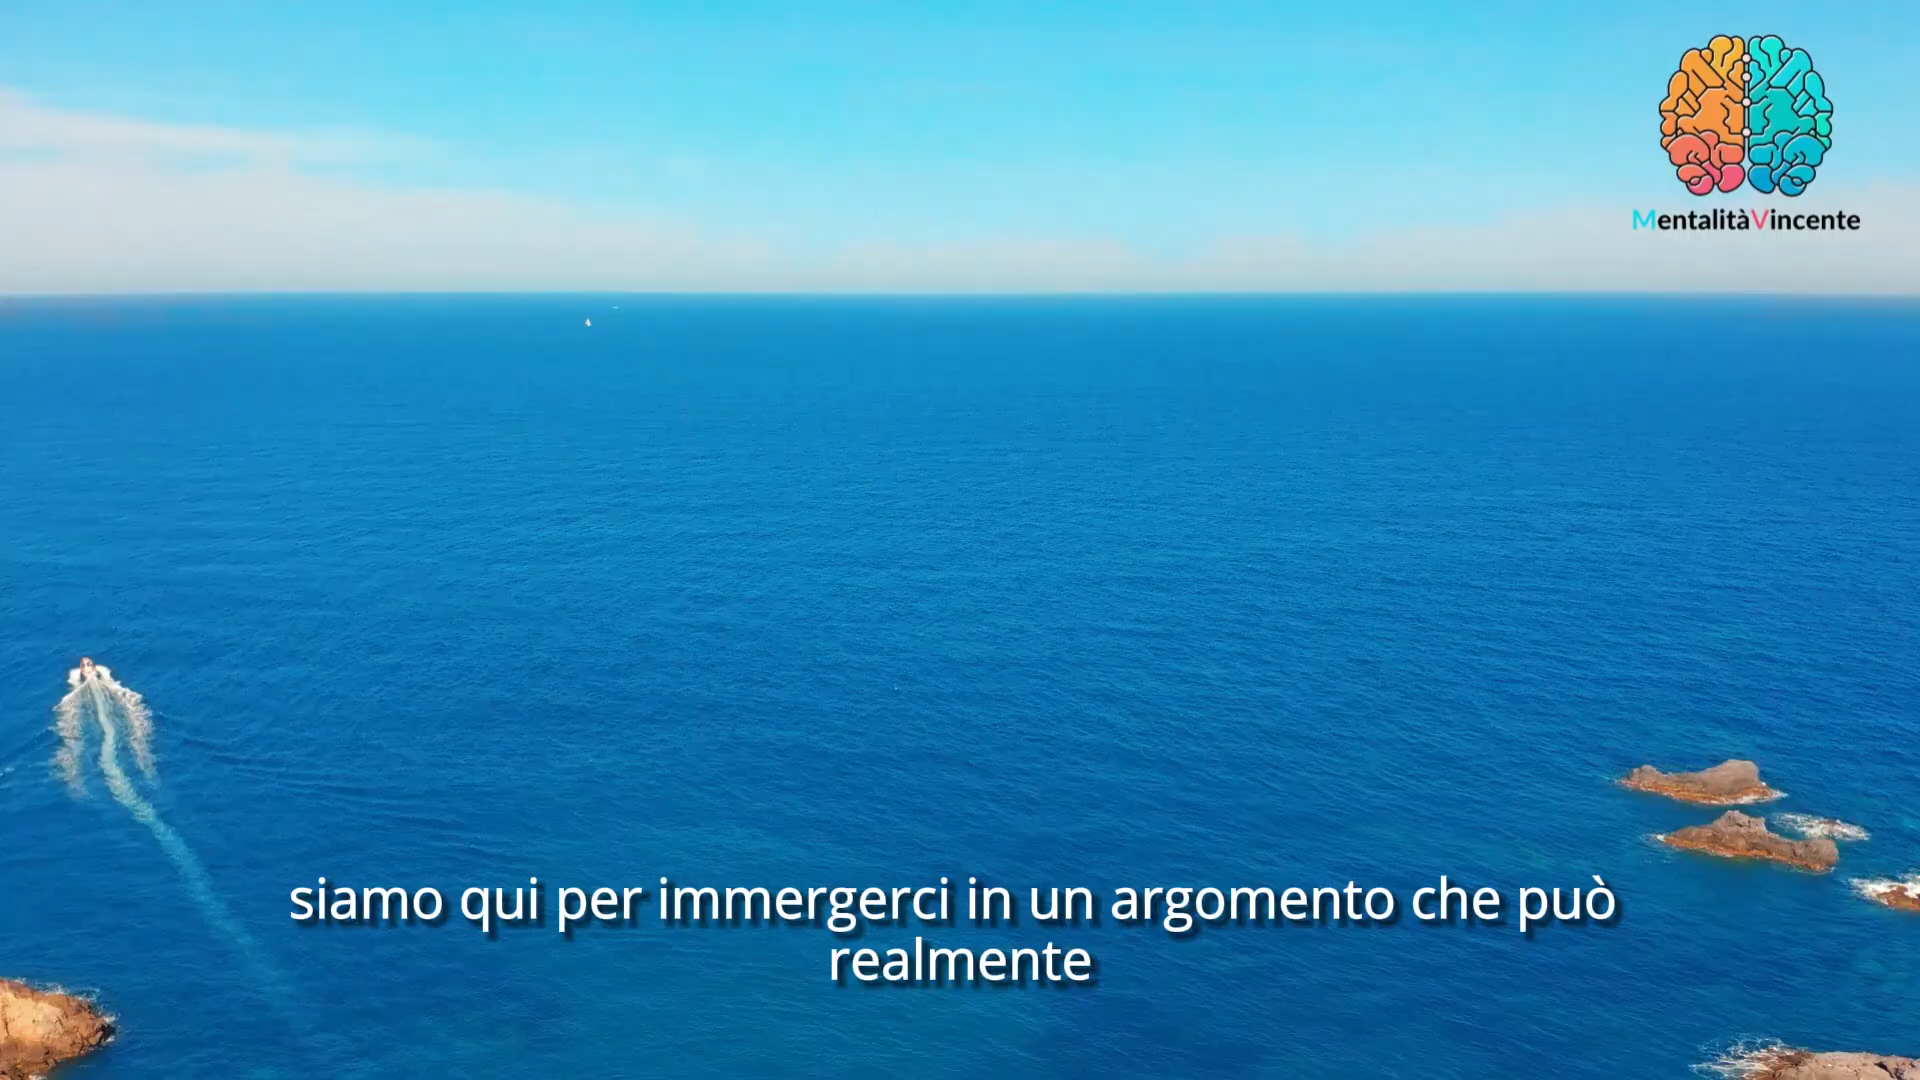 MentalitàVincente
siamo qui per immergerci in un argomento che può
realmente